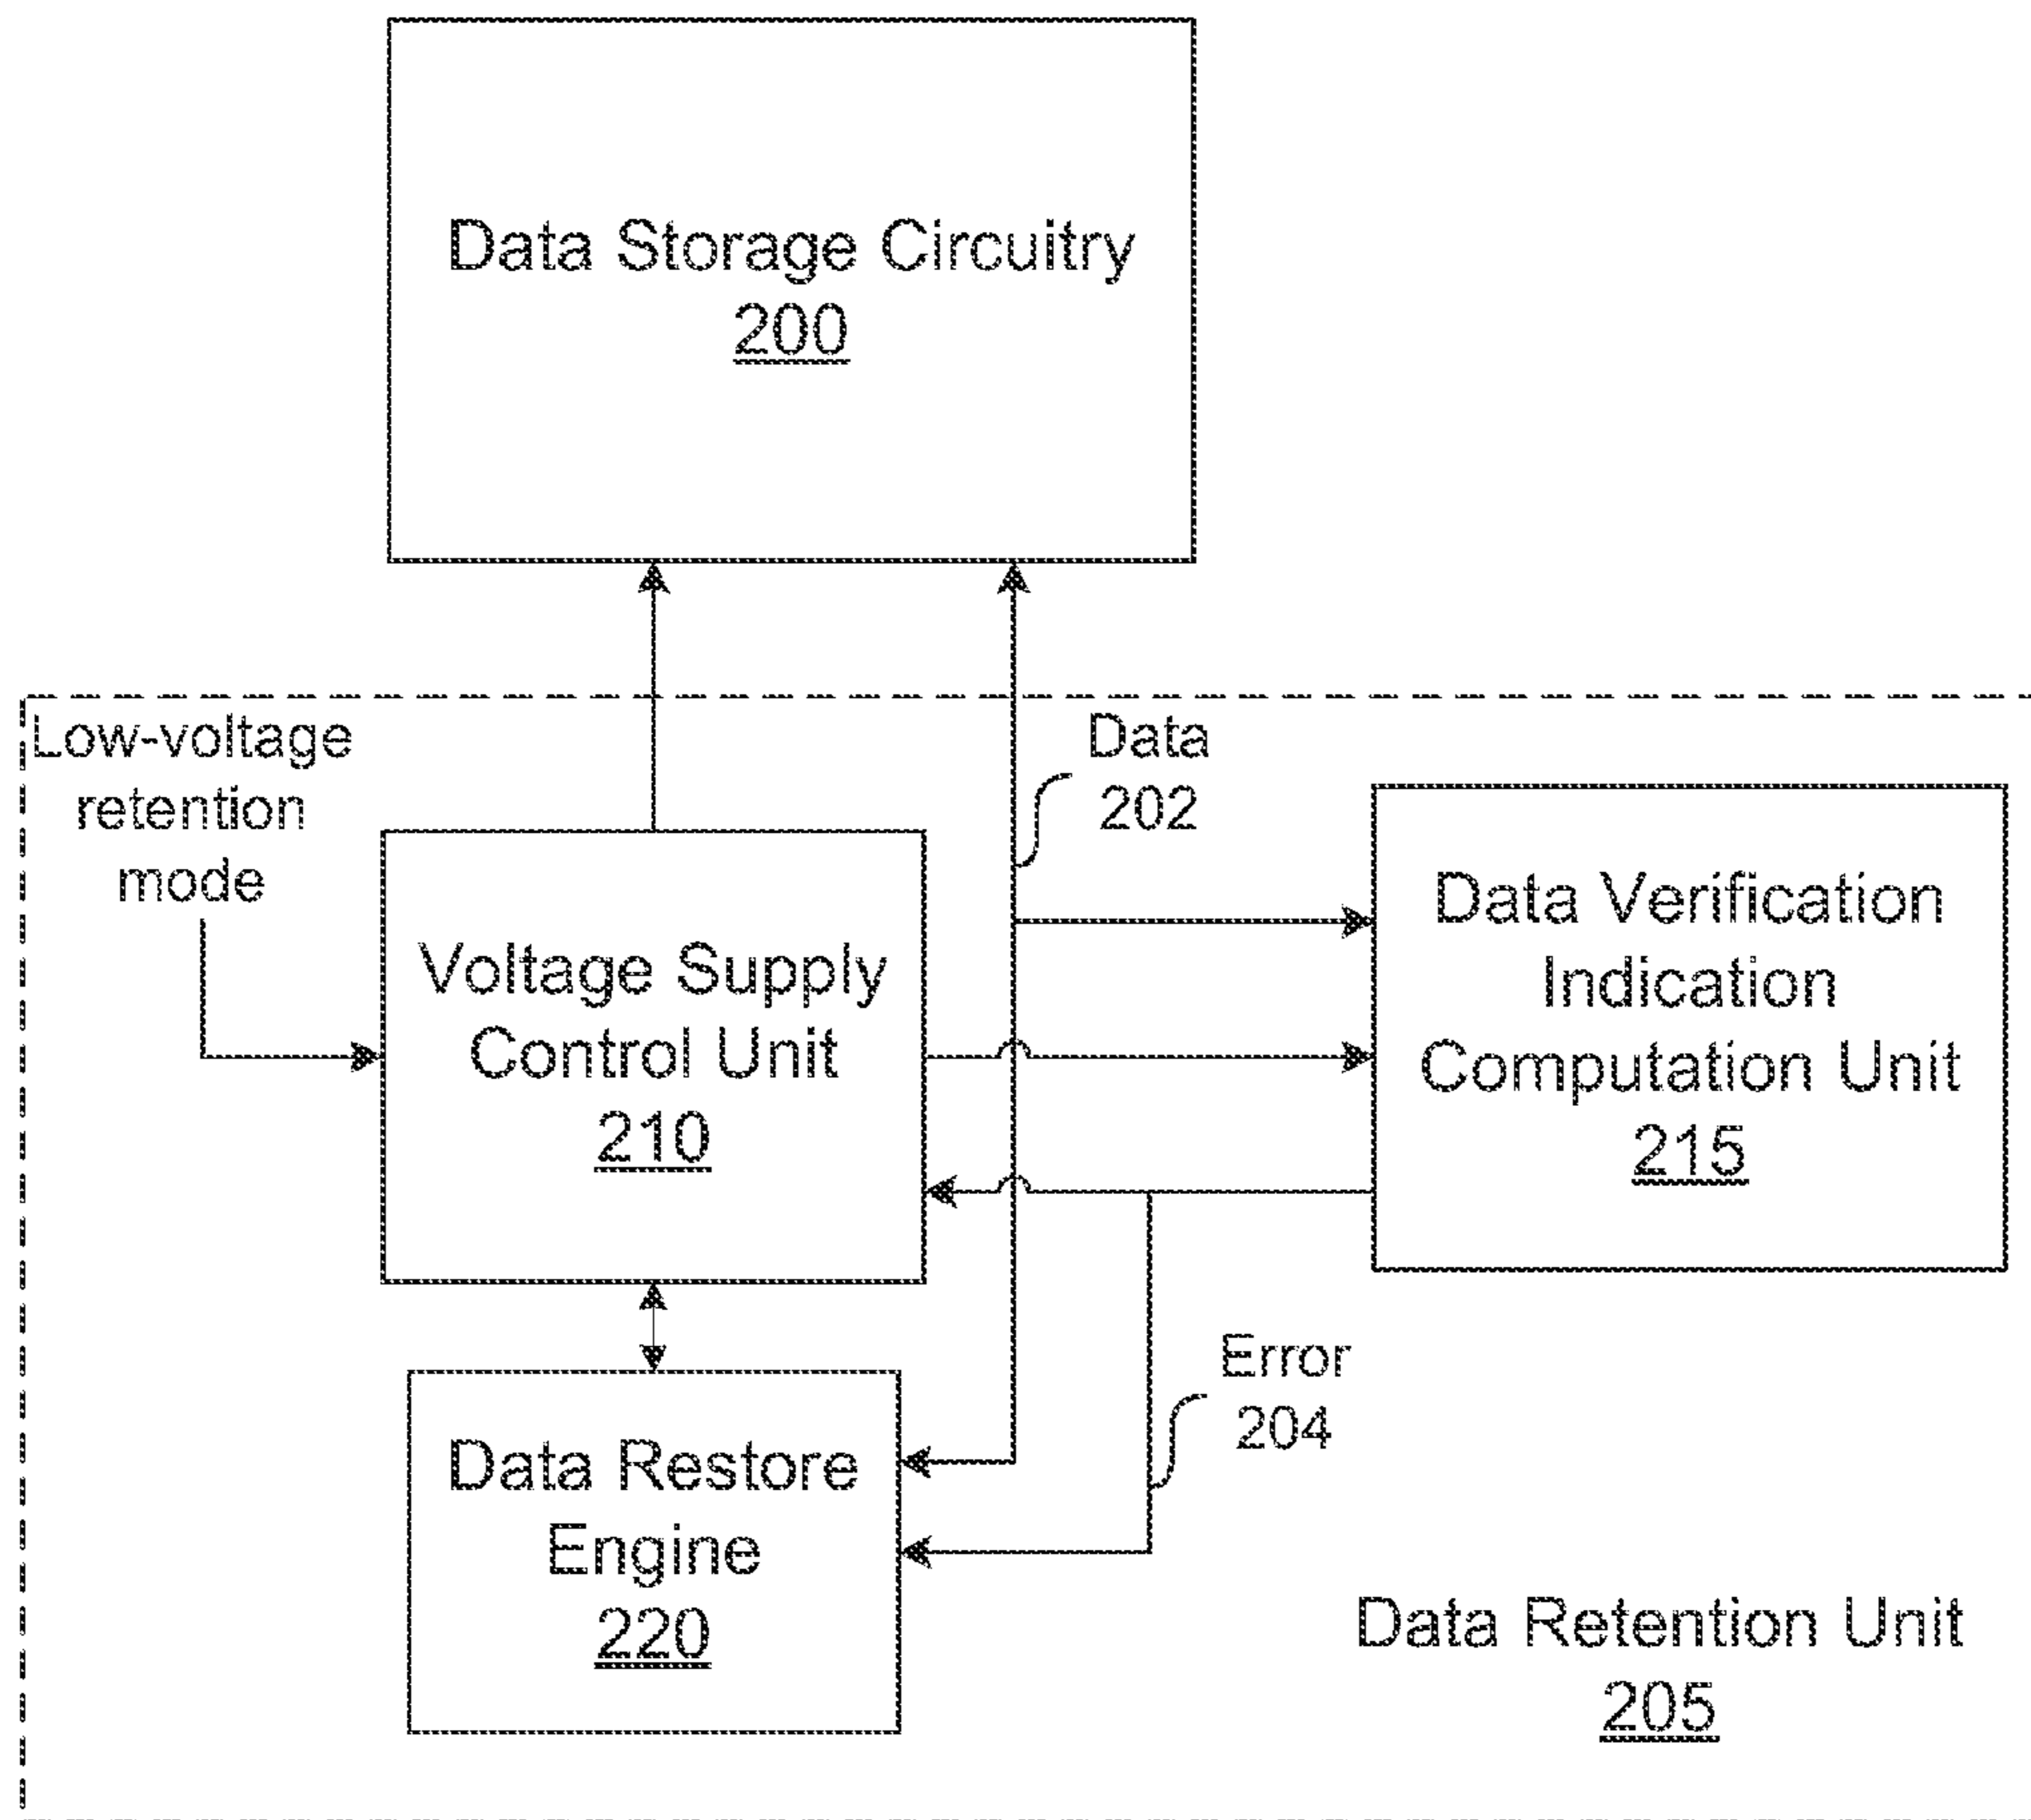 Data Storage Circuitry
200
Low-voltage
retention
mode
Data
202
Voltage Supply
Control Unit
210
Data Verification
Indication
Computation Unit
215
Error
204
Data Restore
Engine
220
Data Retention Unit
205